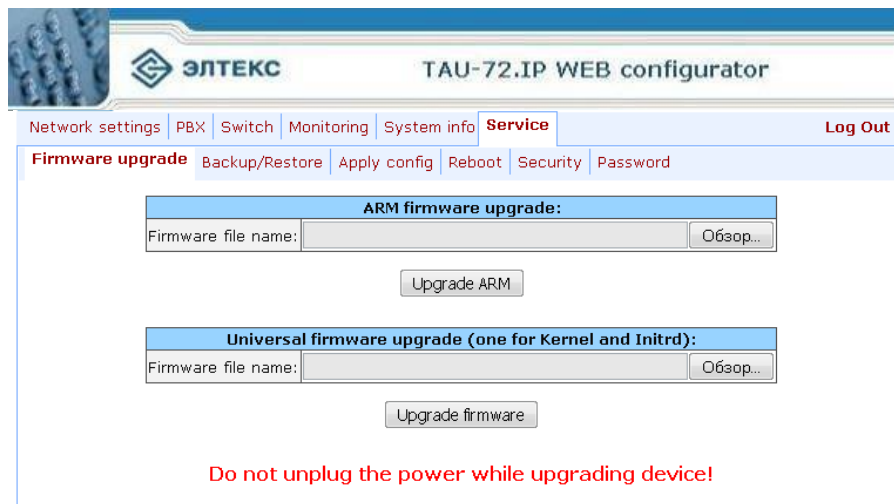 ЭЛТЕКС TAU-72.IP WEB configurator
Network settings PBX Switch Monitoring System info Service Log Out
Firmware upgrade Backup/Restore Apply config Reboot Security Password
ARM firmware upgrade:
Firmware file name: Обзор...
Upgrade ARM
Universal firmware upgrade (one for Kernel and Initrd):
Firmware file name: Обзор...
Upgrade firmware
Do not unplug the power while upgrading device!